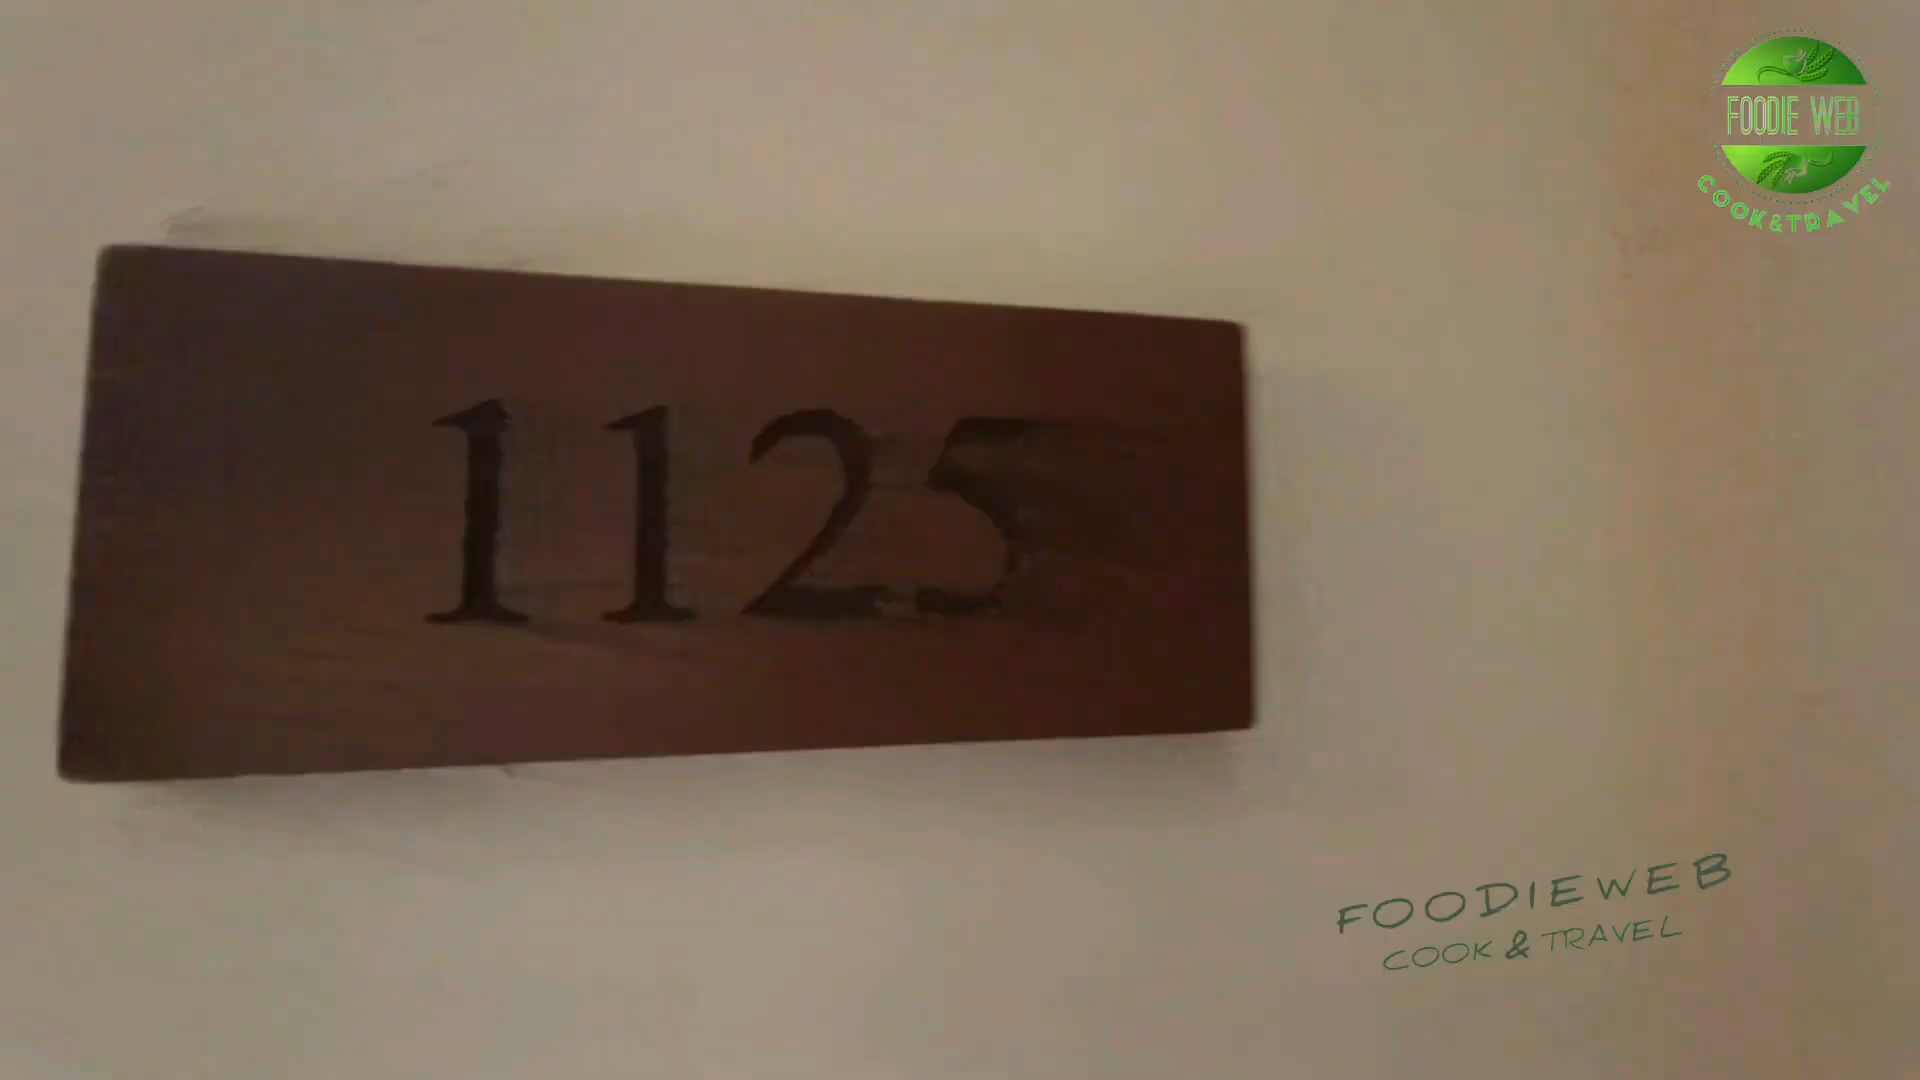 FOODIE WEB
COOK&TRAVEL
1125
FOODIEWEB
COOK & TRAVEL